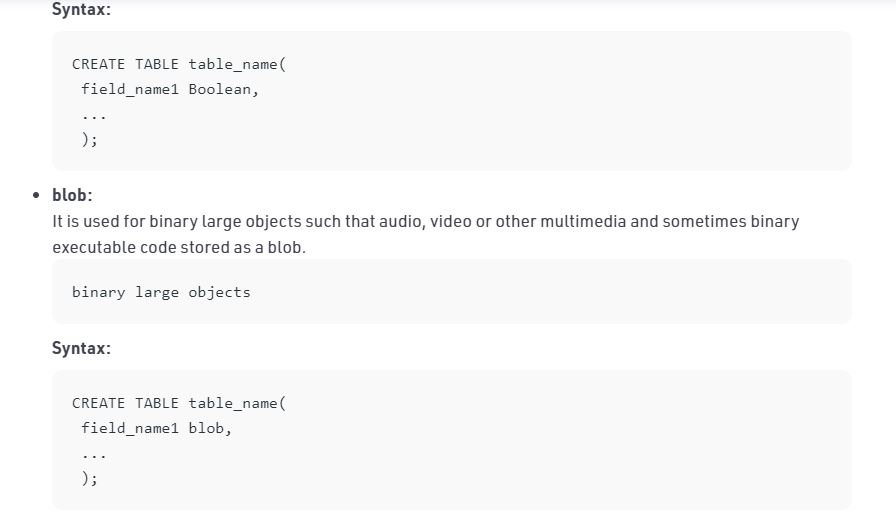 Syntax:
CREATE TABLE table_name(
field_name1 Boolean,
...
);
• blob:
It is used for binary large objects such that audio, video or other multimedia and sometimes binary
executable code stored as a blob.
binary large objects
Syntax:
CREATE TABLE table_name(
field_name1 blob,
...
);